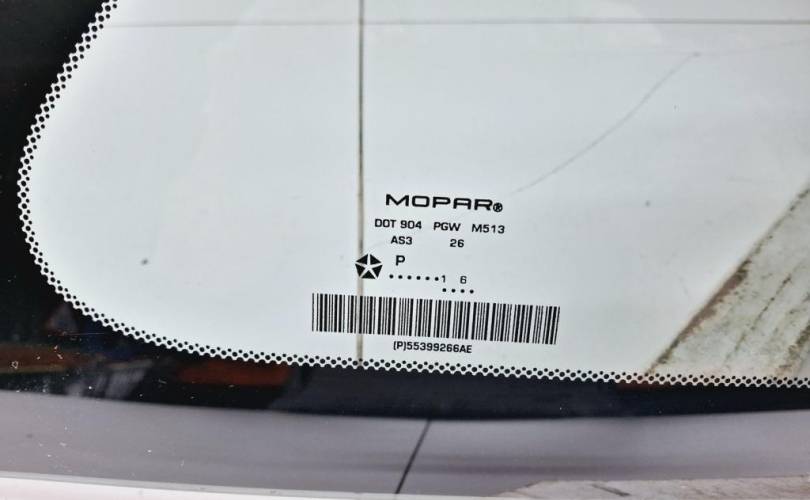 MOPAR®
DOT 904 PGW M513
AS3 26
P
••••••1 6
••••
(P)55399266AE